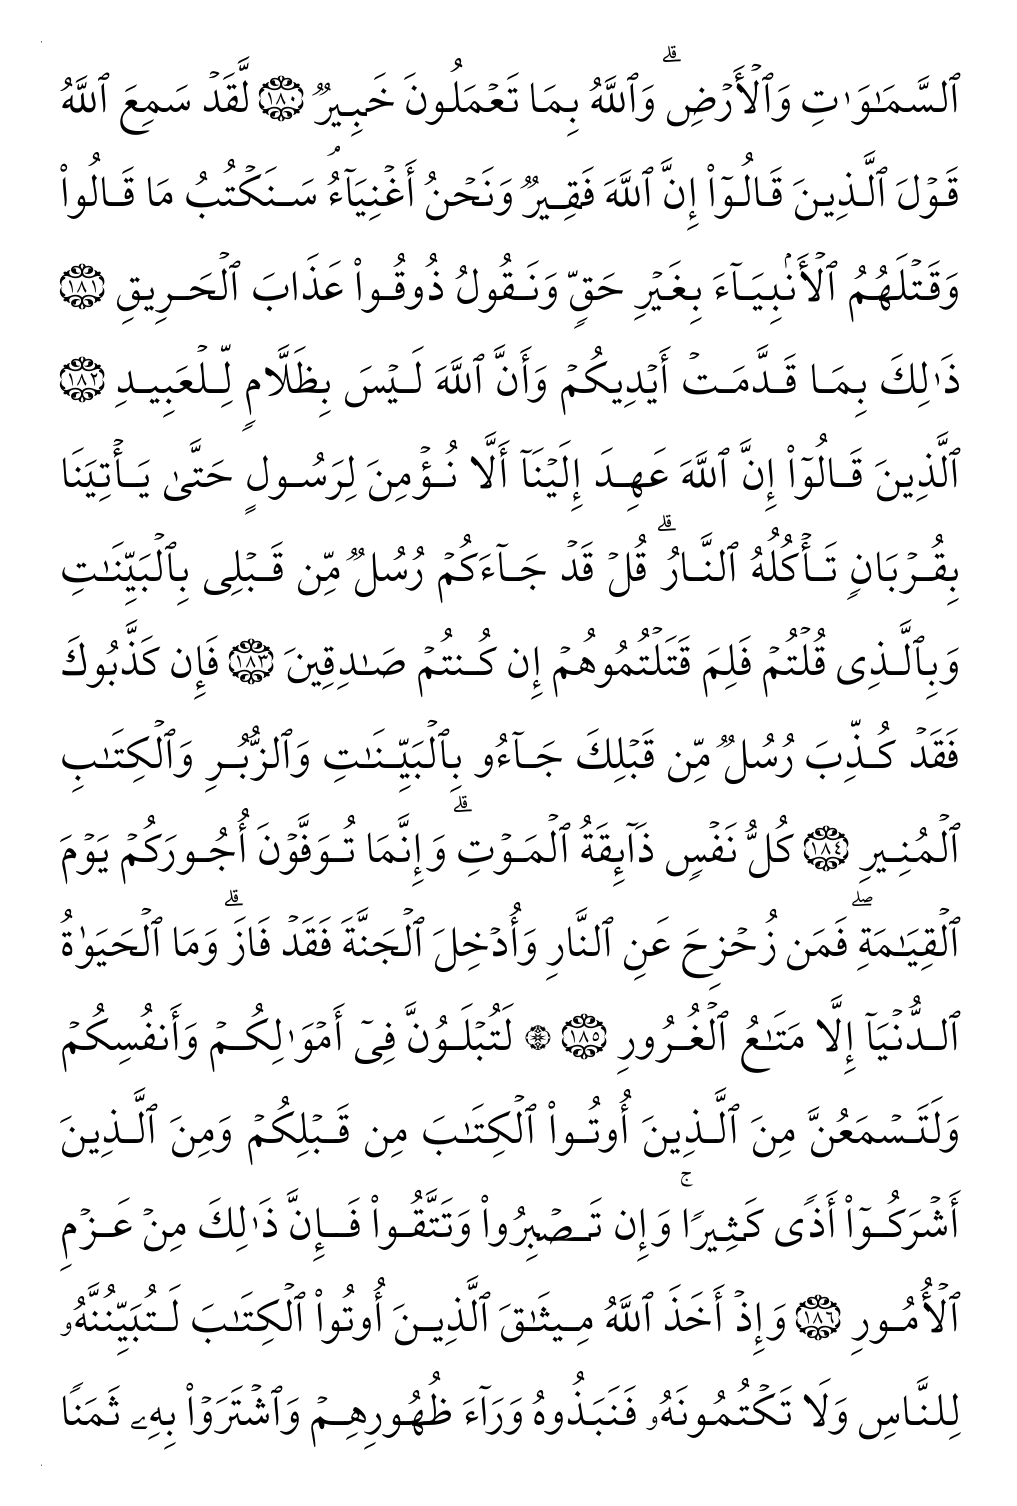 ٱلسَّمَـٰوَٰتِ وَٱلْأَرْضِ ۗ وَٱللَّهُ بِمَا تَعْمَلُونَ خَبِيرٌ ١٨٠ لَّقَدْ سَمِعَ ٱللَّهُ
قَوْلَ ٱلَّذِينَ قَالُوٓا۟ إِنَّ ٱللَّهَ فَقِيرٌ وَنَحْنُ أَغْنِيَآءُ ۘ سَنَكْتُبُ مَا قَالُوا۟
وَقَتْلَهُمُ ٱلْأَنۢبِيَآءَ بِغَيْرِ حَقٍّ وَنَقُولُ ذُوقُوا۟ عَذَابَ ٱلْحَرِيقِ ١٨١
ذَٰلِكَ بِمَا قَدَّمَتْ أَيْدِيكُمْ وَأَنَّ ٱللَّهَ لَيْسَ بِظَلَّامٍ لِّلْعَبِيدِ ١٨٢
ٱلَّذِينَ قَالُوٓا۟ إِنَّ ٱللَّهَ عَهِدَ إِلَيْنَآ أَلَّا نُؤْمِنَ لِرَسُولٍ حَتَّىٰ يَأْتِيَنَا
بِقُرْبَانٍ تَأْكُلُهُ ٱلنَّارُ ۗ قُلْ قَدْ جَآءَكُمْ رُسُلٌ مِّن قَبْلِى بِٱلْبَيِّنَـٰتِ
وَبِٱلَّذِى قُلْتُمْ فَلِمَ قَتَلْتُمُوهُمْ إِن كُنتُمْ صَـٰدِقِينَ ١٨٣ فَإِن كَذَّبُوكَ
فَقَدْ كُذِّبَ رُسُلٌ مِّن قَبْلِكَ جَآءُو بِٱلْبَيِّنَـٰتِ وَٱلزُّبُرِ وَٱلْكِتَـٰبِ
ٱلْمُنِيرِ ١٨٤ كُلُّ نَفْسٍ ذَآئِقَةُ ٱلْمَوْتِ ۗ وَإِنَّمَا تُوَفَّوْنَ أُجُورَكُمْ يَوْمَ
ٱلْقِيَـٰمَةِ ۖ فَمَن زُحْزِحَ عَنِ ٱلنَّارِ وَأُدْخِلَ ٱلْجَنَّةَ فَقَدْ فَازَ ۗ وَمَا ٱلْحَيَوٰةُ
ٱلدُّنْيَآ إِلَّا مَتَـٰعُ ٱلْغُرُورِ ١٨٥ ۞ لَتُبْلَوُنَّ فِىٓ أَمْوَٰلِكُمْ وَأَنفُسِكُمْ
وَلَتَسْمَعُنَّ مِنَ ٱلَّذِينَ أُوتُوا۟ ٱلْكِتَـٰبَ مِن قَبْلِكُمْ وَمِنَ ٱلَّذِينَ
أَشْرَكُوٓا۟ أَذًى كَثِيرًا ۚ وَإِن تَصْبِرُوا۟ وَتَتَّقُوا۟ فَإِنَّ ذَٰلِكَ مِنْ عَزْمِ
ٱلْأُمُورِ ١٨٦ وَإِذْ أَخَذَ ٱللَّهُ مِيثَـٰقَ ٱلَّذِينَ أُوتُوا۟ ٱلْكِتَـٰبَ لَتُبَيِّنُنَّهُۥ
لِلنَّاسِ وَلَا تَكْتُمُونَهُۥ فَنَبَذُوهُ وَرَآءَ ظُهُورِهِمْ وَٱشْتَرَوْا۟ بِهِۦ ثَمَنًا